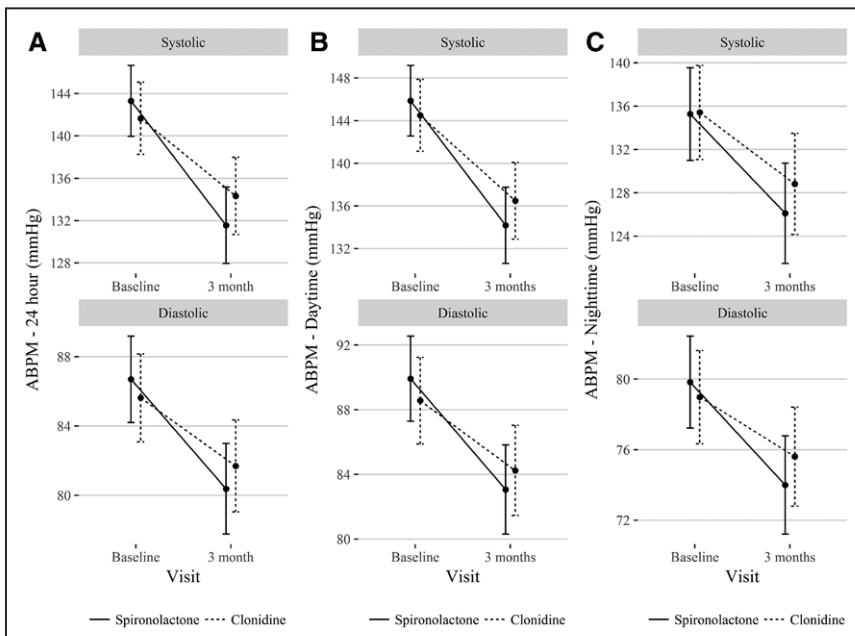 A
Systolic
144
140
136
132
128
Baseline
3 month
Diastolic
88
84
80
Baseline
3 month
ABPM - 24 hour (mmHg)
Visit
Spironolactone
Clonidine
B
Systolic
148
144
140
136
132
Baseline
3 months
Diastolic
92
88
84
80
Baseline
3 months
ABPM - Daytime (mmHg)
Visit
Spironolactone
Clonidine
C
Systolic
140
136
132
128
124
Baseline
3 months
Diastolic
80
76
72
Baseline
3 months
ABPM - Nighttime (mmHg)
Visit
Spironolactone
Clonidine